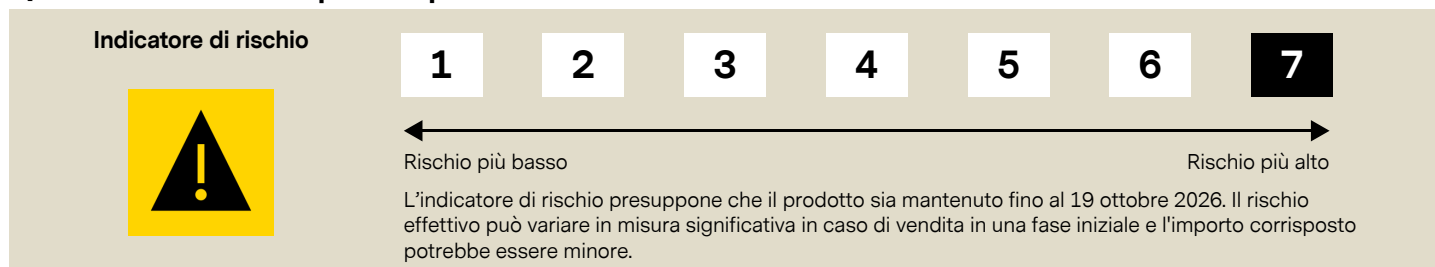 Indicatore di rischio
1 2 3 4 5 6 7
Rischio più basso Rischio più alto
L'indicatore di rischio presuppone che il prodotto sia mantenuto fino al 19 ottobre 2026. Il rischio
effettivo può variare in misura significativa in caso di vendita in una fase iniziale e l'importo corrisposto
potrebbe essere minore.